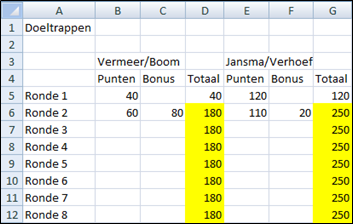 A B C D E F G
1 Doeltrappen
2
3 Vermeer/Boom Jansma/Verhoef
4 Punten Bonus Totaal Punten Bonus Totaal
5 Ronde 1 40 40 120 120
6 Ronde 2 60 80 180 110 20 250
7 Ronde 3 180 250
8 Ronde 4 180 250
9 Ronde 5 180 250
10 Ronde 6 180 250
11 Ronde 7 180 250
12 Ronde 8 180 250